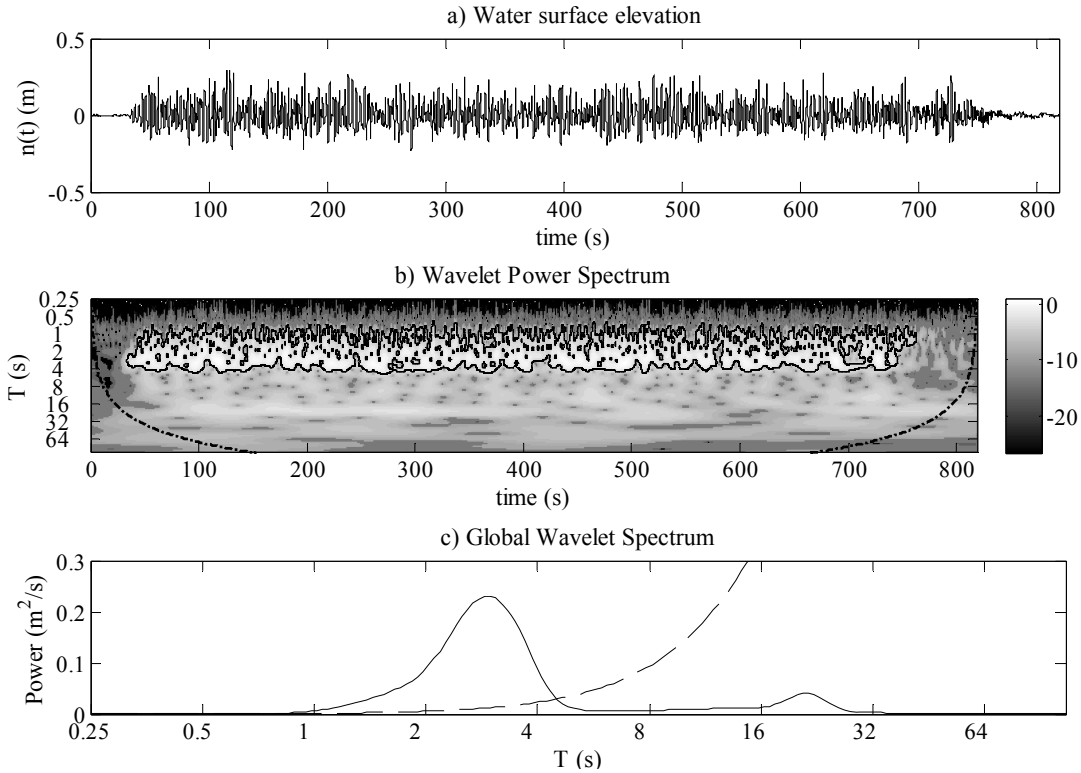 a) Water surface elevation
0.5
0
-0.5
n(t) (m)
0 100 200 300 400 500 600 700 800
time (s)
b) Wavelet Power Spectrum
0.25
0.5
1
2
4
8
16
32
64
T (s)
0 100 200 300 400 500 600 700 800
time (s)
0
-10
-20
c) Global Wavelet Spectrum
0.3
0.2
0.1
0
Power (m²/s)
0.25 0.5 1 2 4 8 16 32 64
T (s)